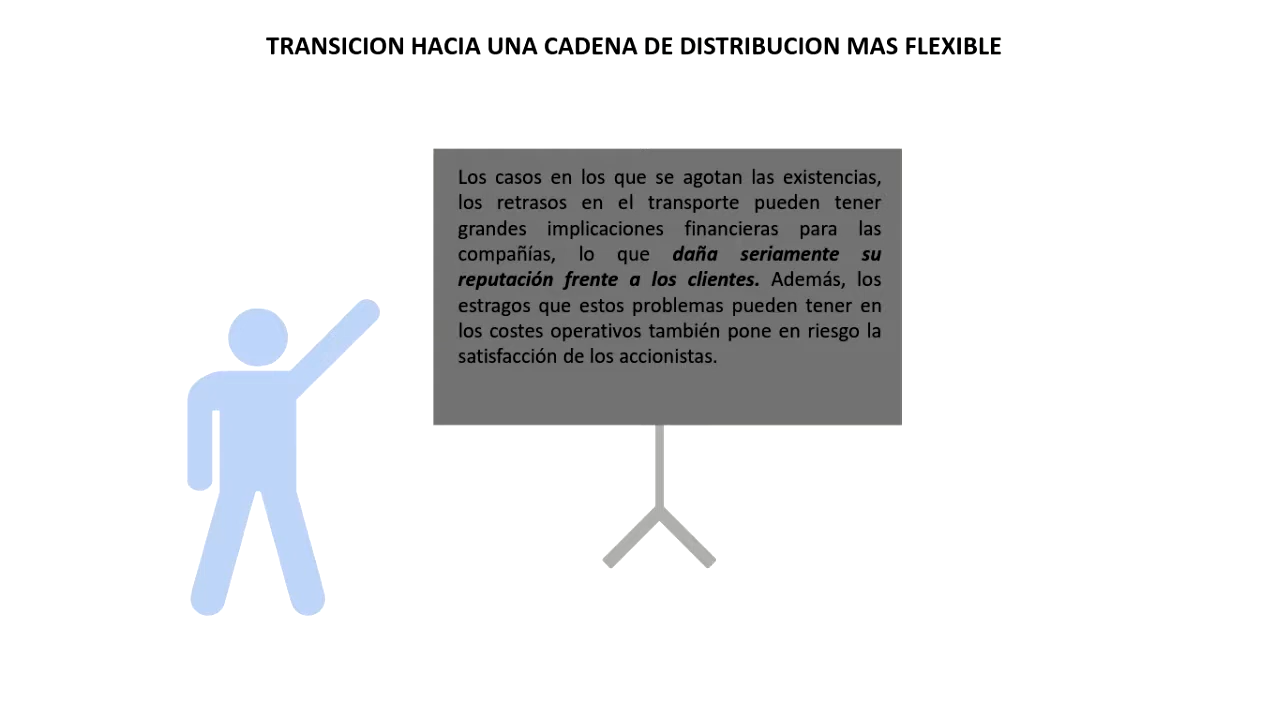 TRANSICION HACIA UNA CADENA DE DISTRIBUCION MAS FLEXIBLE
Los casos en los que se agotan las existencias,
los retrasos en el transporte pueden tener
grandes implicaciones financieras para las
compañías, lo que daña seriamente su
reputación frente a los clientes. Además, los
estragos que estos problemas pueden tener en
los costes operativos también pone en riesgo la
satisfacción de los accionistas.